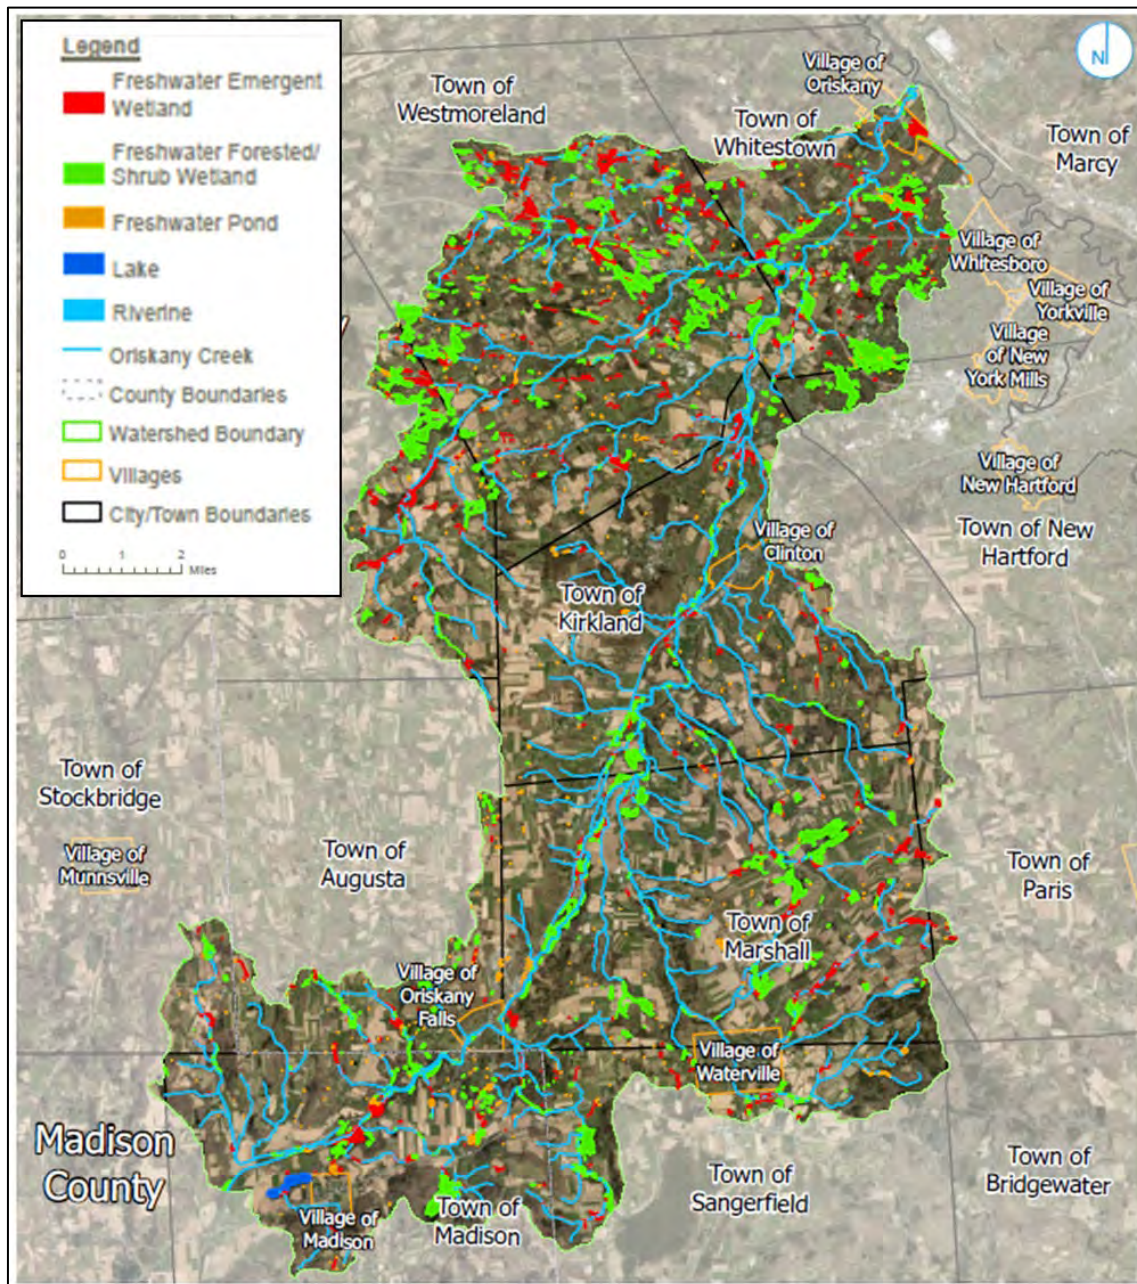 Legend
Freshwater Emergent
Wetland
Freshwater Forested/
Shrub Wetland
Freshwater Pond
Lake
Riverine
Oriskany Creek
County Boundaries
Watershed Boundary
Villages
City/Town Boundaries
0 1 2
Miles
N
Village of
Oriskany
Town of
Westmoreland
Town of
Whitestown
Town of
Marcy
Village of
Whitesboro
Village of
Yorkville
Village
of New
York Mills
Village of
New Hartford
Town of New
Hartford
Village of
Clinton
Town of
Kirkland
Town of
Stockbridge
Village of
Munnsville
Town of
Augusta
Town of
Paris
Town of
Marshall
Village of
Oriskany
Falls
Village of
Waterville
Madison
County
Town of
Bridgewater
Town of
Sangerfield
Town of
Madison
Village of
Madison